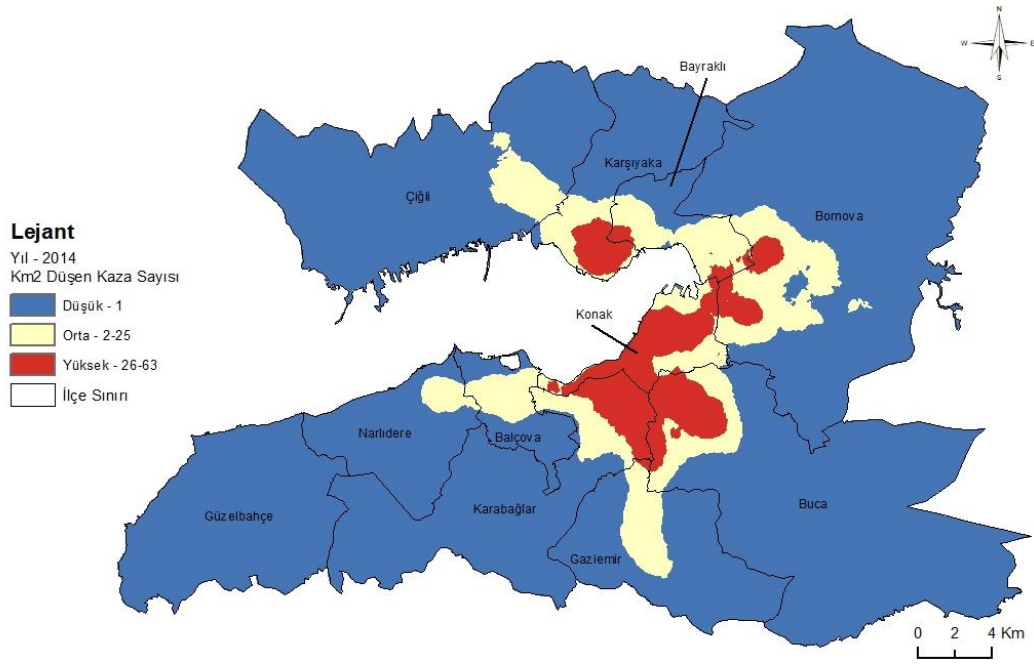 N
W E
S
Bayraklı
Karşıyaka
Çiğli
Bornova
Lejant
Yıl - 2014
Km2 Düşen Kaza Sayısı
Düşük - 1
Orta - 2-25
Yüksek - 26-63
İlçe Sınırı
Konak
Narlıdere
Balçova
Güzelbahçe
Karabağlar
Buca
Gaziemir
0 2 4 Km